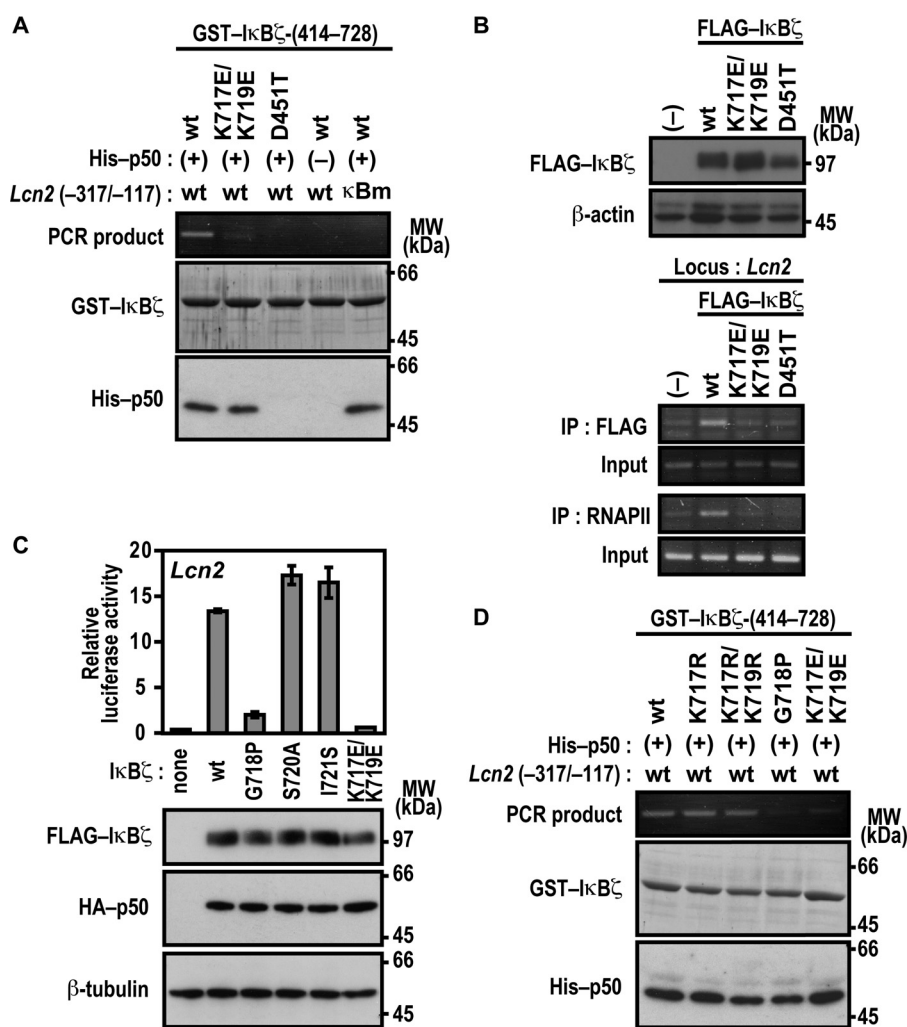 A
GST–IκBζ-(414–728)
wt
K717E/
K719E
D451T
wt
wt
His–p50 : (+) (+) (+) (–) (+)
Lcn2 (–317/–117) : wt wt wt wt κBm
PCR product
MW
(kDa)
GST–IκBζ
66
45
His–p50
66
45
B
FLAG–IκBζ
(–)
wt
K717E/
K719E
D451T
MW
(kDa)
FLAG–IκBζ
97
β-actin
45
Locus : Lcn2
FLAG–IκBζ
(–)
wt
K717E/
K719E
D451T
IP : FLAG
Input
IP : RNAPII
Input
C
Lcn2
Relative
luciferase activity
20
15
10
5
0
IκBζ :
none
wt
G718P
S720A
I721S
K717E/
K719E
MW
(kDa)
FLAG–IκBζ
97
HA–p50
66
45
β-tubulin
66
45
D
GST–IκBζ-(414–728)
wt
K717R
K717R/
K719R
G718P
K717E/
K719E
His–p50 : (+) (+) (+) (+) (+)
Lcn2 (–317/–117) : wt wt wt wt wt
PCR product
MW
(kDa)
GST–IκBζ
66
45
His–p50
66
45